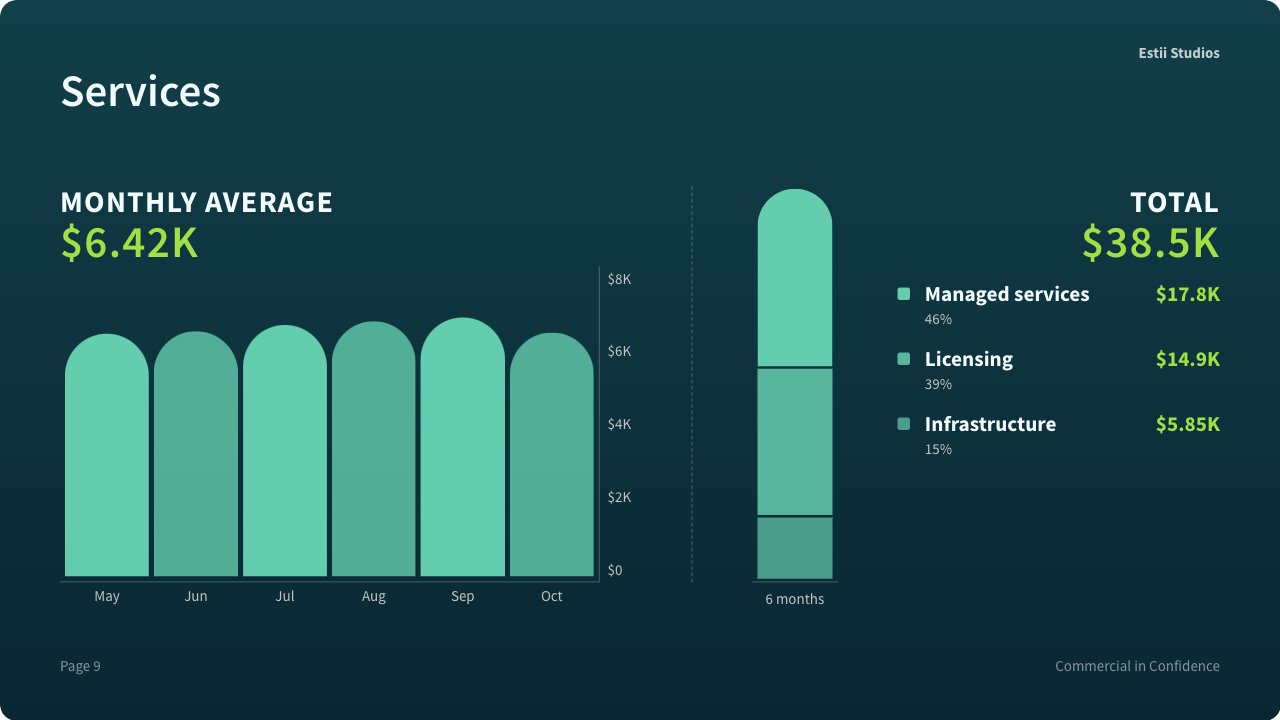 Estii Studios
Services
MONTHLY AVERAGE
$6.42K
$8K
$6K
$4K
$2K
$0
May Jun Jul Aug Sep Oct
6 months
TOTAL
$38.5K
Managed services $17.8K
46%
Licensing $14.9K
39%
Infrastructure $5.85K
15%
Page 9
Commercial in Confidence